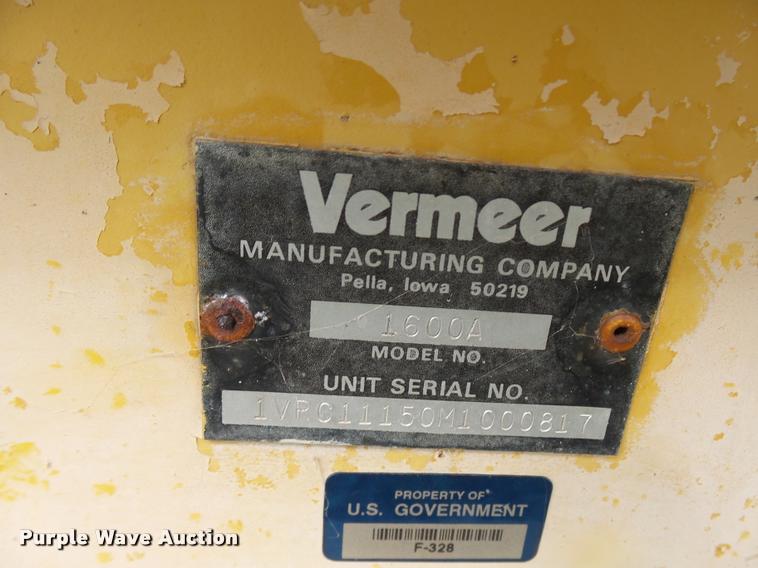 Vermeer
MANUFACTURING COMPANY
Pella, Iowa 50219
1600A
MODEL NO.
UNIT SERIAL NO.
1VRC11150M1000817
PROPERTY OF
U.S. GOVERNMENT
F-328
Purple Wave Auction